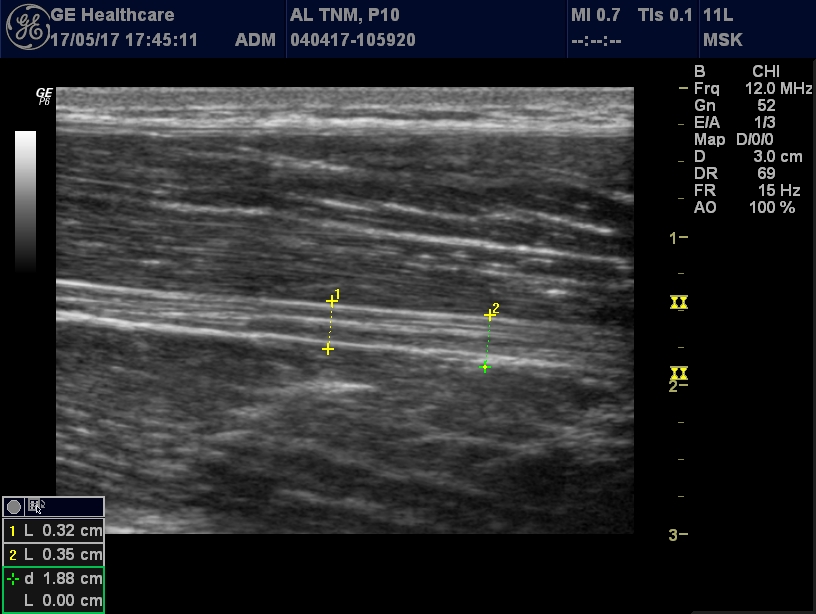 GE Healthcare
17/05/17 17:45:11 ADM
AL TNM, P10
040417-105920
MI 0.7 TIs 0.1
--:--:--
11L
MSK
GE
P6
B CHI
Frq 12.0 MHz
Gn 52
E/A 1/3
Map D/0/0
D 3.0 cm
DR 69
FR 15 Hz
AO 100 %
1
2
3
1
2
1 L 0.32 cm
2 L 0.35 cm
d 1.88 cm
L 0.00 cm